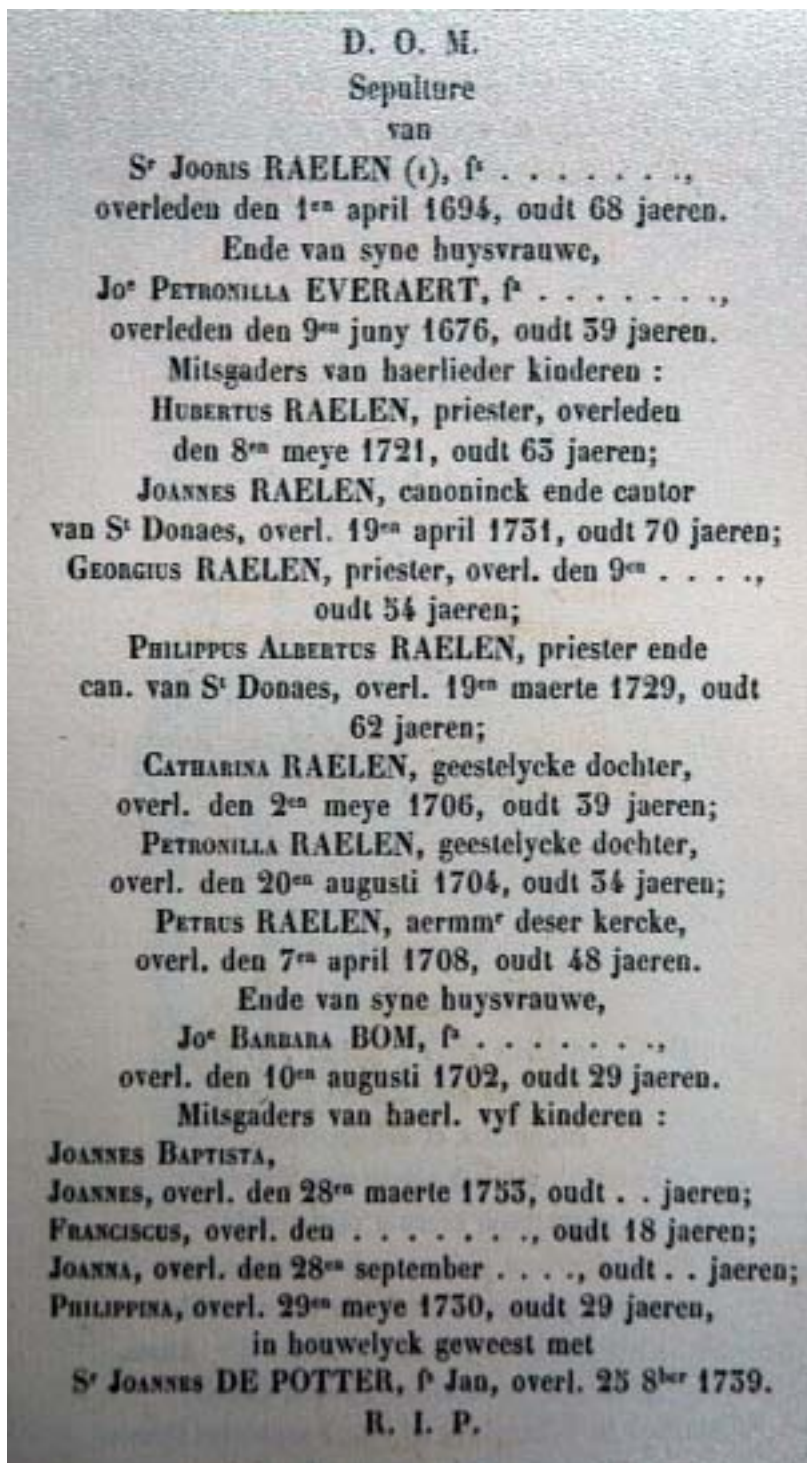 D. O. M.
Sepulture
van
Sʳ Jooris RAELEN (1), fˢ . . . . . . .,
overleden den 1ᵉⁿ april 1694, oudt 68 jaeren.
Ende van syne huysvrauwe,
Joᵉ Petronilla EVERAERT, fᵃ . . . . . . .,
overleden den 9ᵉⁿ juny 1676, oudt 39 jaeren.
Mitsgaders van haerlieder kinderen :
Hubertus RAELEN, priester, overleden
den 8ᵉⁿ meye 1721, oudt 63 jaeren;
Joannes RAELEN, canoninck ende cantor
van Sᵗ Donaes, overl. 19ᵉⁿ april 1731, oudt 70 jaeren;
Georgius RAELEN, priester, overl. den 9ᵉⁿ . . . .,
oudt 54 jaeren;
Philippus Albertus RAELEN, priester ende
can. van Sᵗ Donaes, overl. 19ᵉⁿ maerte 1729, oudt
62 jaeren;
Catharina RAELEN, geestelycke dochter,
overl. den 2ᵉⁿ meye 1706, oudt 39 jaeren;
Petronilla RAELEN, geestelycke dochter,
overl. den 20ᵉⁿ augusti 1704, oudt 34 jaeren;
Petrus RAELEN, aermmʳ deser kercke,
overl. den 7ᵉⁿ april 1708, oudt 48 jaeren.
Ende van syne huysvrauwe,
Joᵉ Barbara BOM, fᵃ . . . . . . .,
overl. den 10ᵉⁿ augusti 1702, oudt 29 jaeren.
Mitsgaders van haerl. vyf kinderen :
Joannes Baptista,
Joannes, overl. den 28ᵉⁿ maerte 1753, oudt . . jaeren;
Franciscus, overl. den . . . . . . ., oudt 18 jaeren;
Joanna, overl. den 28ᵉⁿ september . . . ., oudt . . jaeren;
Philippina, overl. 29ᵉⁿ meye 1730, oudt 29 jaeren,
in houwelyck geweest met
Sʳ Joannes DE POTTER, fˢ Jan, overl. 25 8ᵇᵉʳ 1739.
R. I. P.